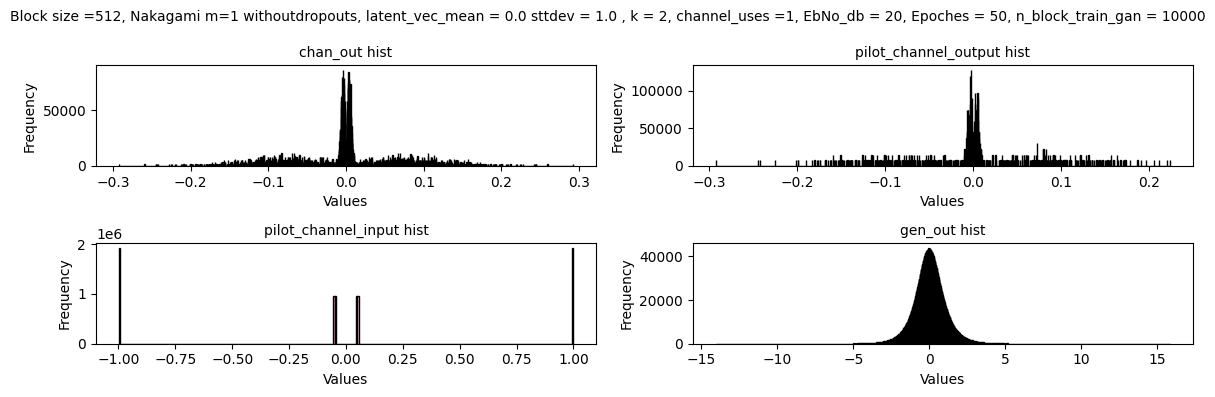 Block size =512, Nakagami m=1 withoutdropouts, latent_vec_mean = 0.0 sttdev = 1.0 , k = 2, channel_uses =1, EbNo_db = 20, Epoches = 50, n_block_train_gan = 10000
chan_out hist
Frequency
50000
0
−0.3 −0.2 −0.1 0.0 0.1 0.2 0.3
Values
pilot_channel_output hist
Frequency
100000
50000
0
−0.3 −0.2 −0.1 0.0 0.1 0.2
Values
pilot_channel_input hist
1e6
Frequency
2
1
0
−1.00 −0.75 −0.50 −0.25 0.00 0.25 0.50 0.75 1.00
Values
gen_out hist
Frequency
40000
20000
0
−15 −10 −5 0 5 10 15
Values